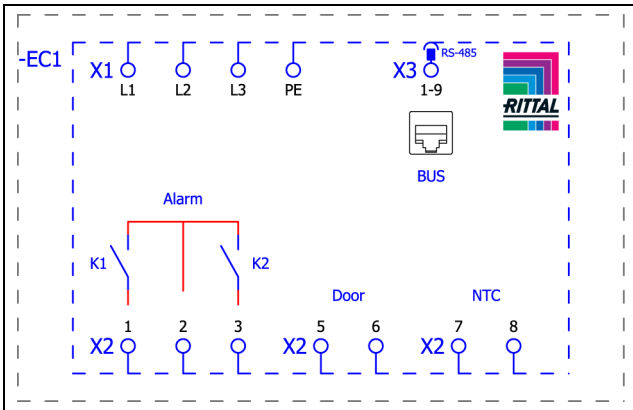 -EC1
X1 L1 L2 L3 PE
X3 1-9
RS-485
RITTAL
BUS
Alarm
K1 K2
Door NTC
X2 1 2 3 X2 5 6 X2 7 8